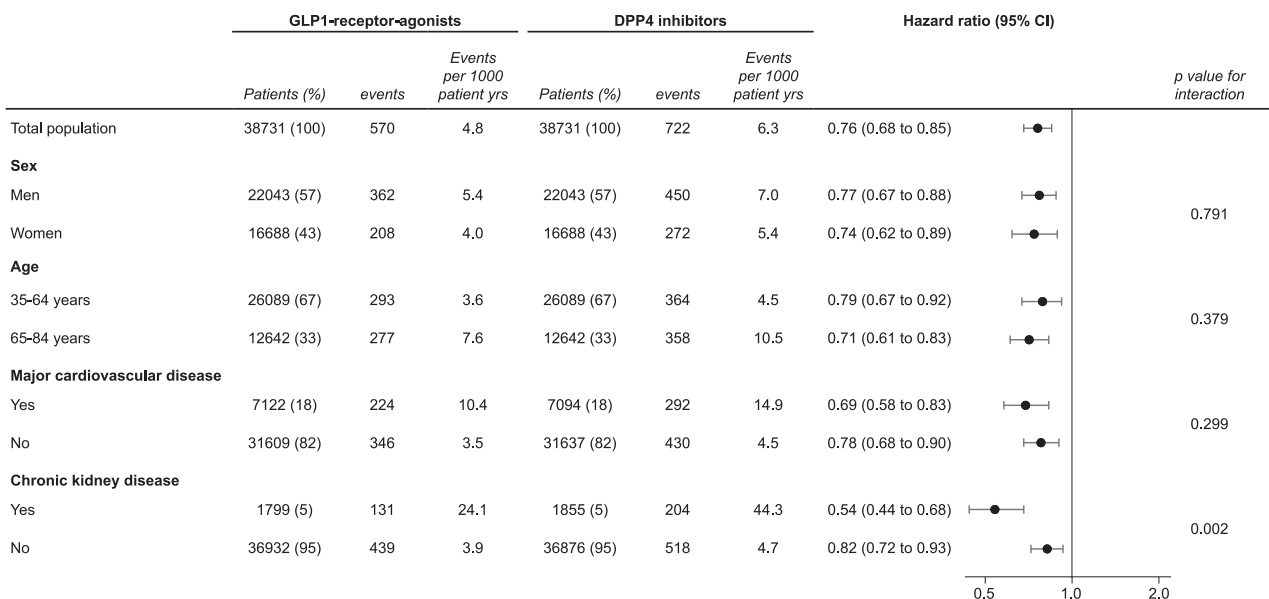 GLP1-receptor-agonists DPP4 inhibitors Hazard ratio (95% CI)
Patients (%) events Events per 1000 patient yrs Patients (%) events Events per 1000 patient yrs p value for interaction
Total population 38731 (100) 570 4.8 38731 (100) 722 6.3 0.76 (0.68 to 0.85)
Sex
Men 22043 (57) 362 5.4 22043 (57) 450 7.0 0.77 (0.67 to 0.88)
0.791
Women 16688 (43) 208 4.0 16688 (43) 272 5.4 0.74 (0.62 to 0.89)
Age
35-64 years 26089 (67) 293 3.6 26089 (67) 364 4.5 0.79 (0.67 to 0.92)
0.379
65-84 years 12642 (33) 277 7.6 12642 (33) 358 10.5 0.71 (0.61 to 0.83)
Major cardiovascular disease
Yes 7122 (18) 224 10.4 7094 (18) 292 14.9 0.69 (0.58 to 0.83)
0.299
No 31609 (82) 346 3.5 31637 (82) 430 4.5 0.78 (0.68 to 0.90)
Chronic kidney disease
Yes 1799 (5) 131 24.1 1855 (5) 204 44.3 0.54 (0.44 to 0.68)
0.002
No 36932 (95) 439 3.9 36876 (95) 518 4.7 0.82 (0.72 to 0.93)
0.5 1.0 2.0